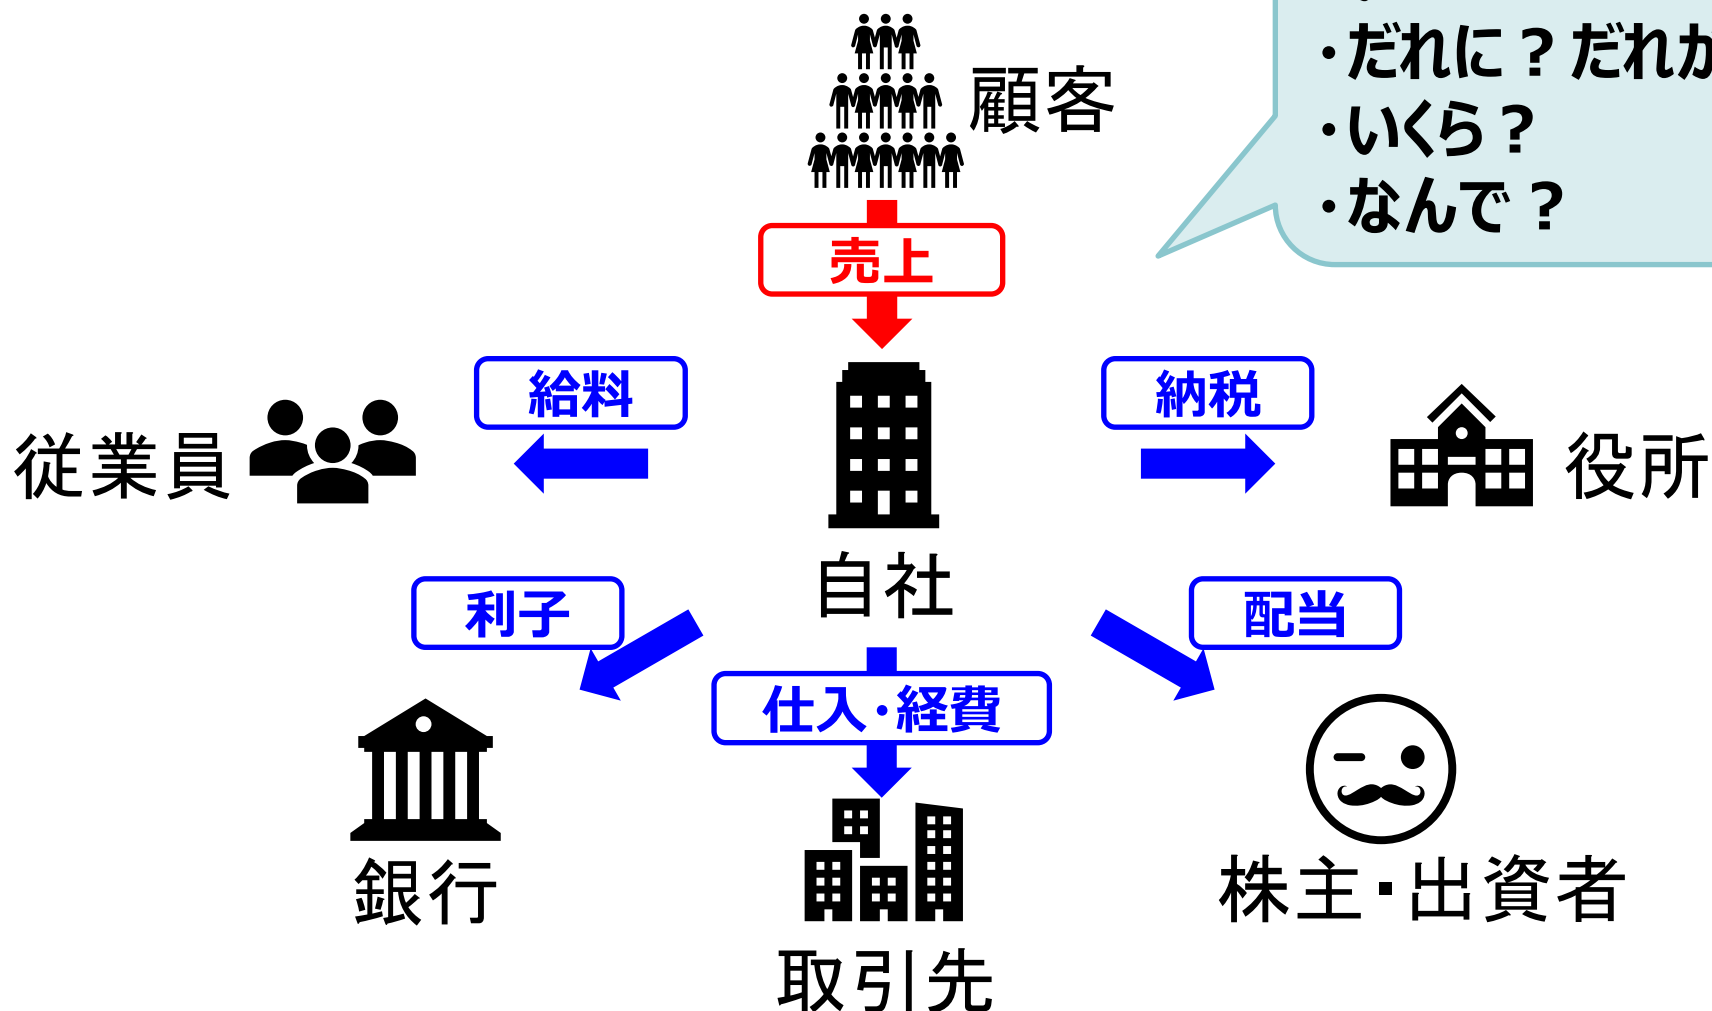 ・だれに？だれか
・いくら？
・なんで？
顧客
売上
給料
納税
従業員
役所
自社
利子
配当
仕入・経費
銀行
株主・出資者
取引先